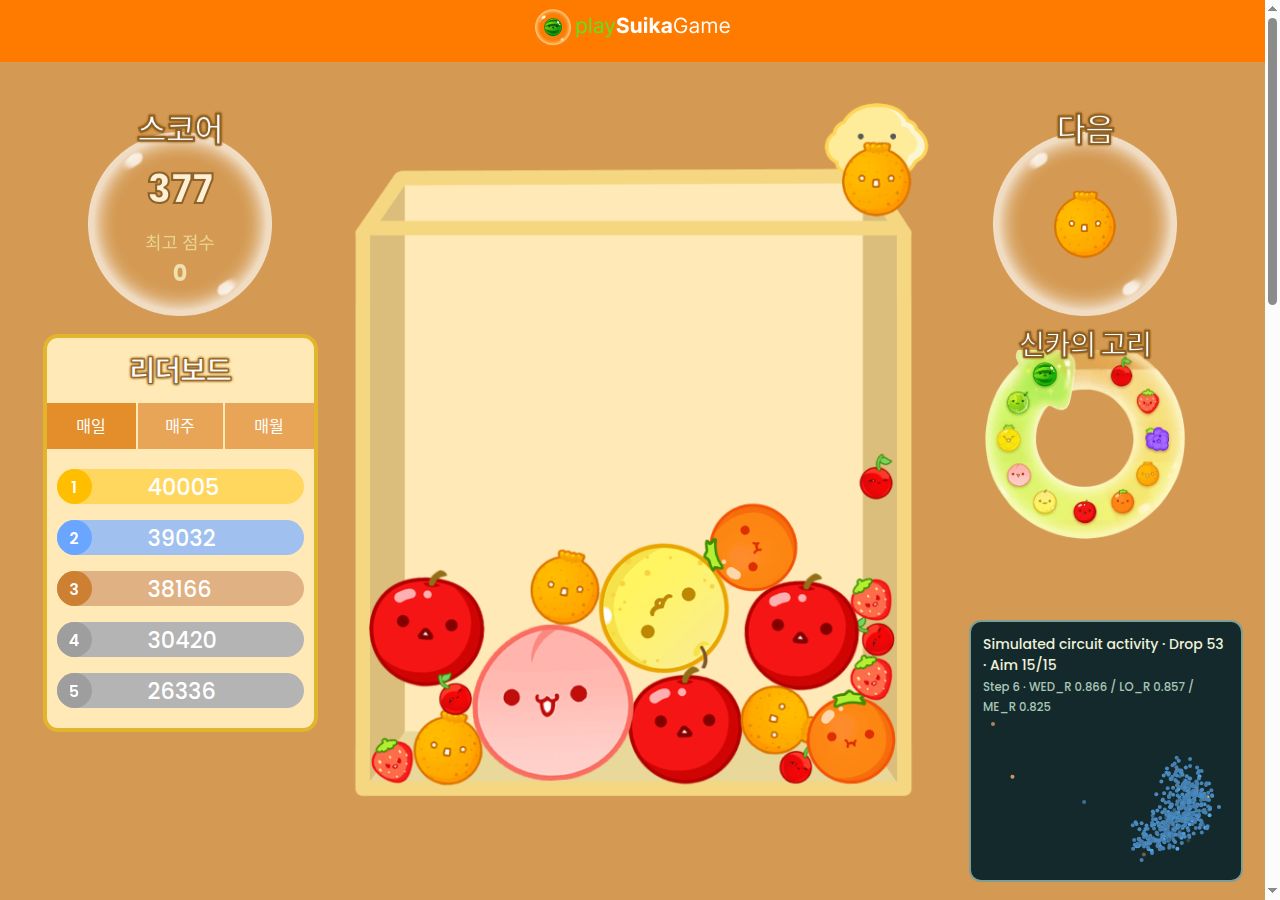 playSuikaGame
스코어
377
최고 점수
0
리더보드
매일 매주 매월
1 40005
2 39032
3 38166
4 30420
5 26336
다음
신카의 고리
Simulated circuit activity · Drop 53
· Aim 15/15
Step 6 · WED_R 0.866 / LO_R 0.857 /
ME_R 0.825